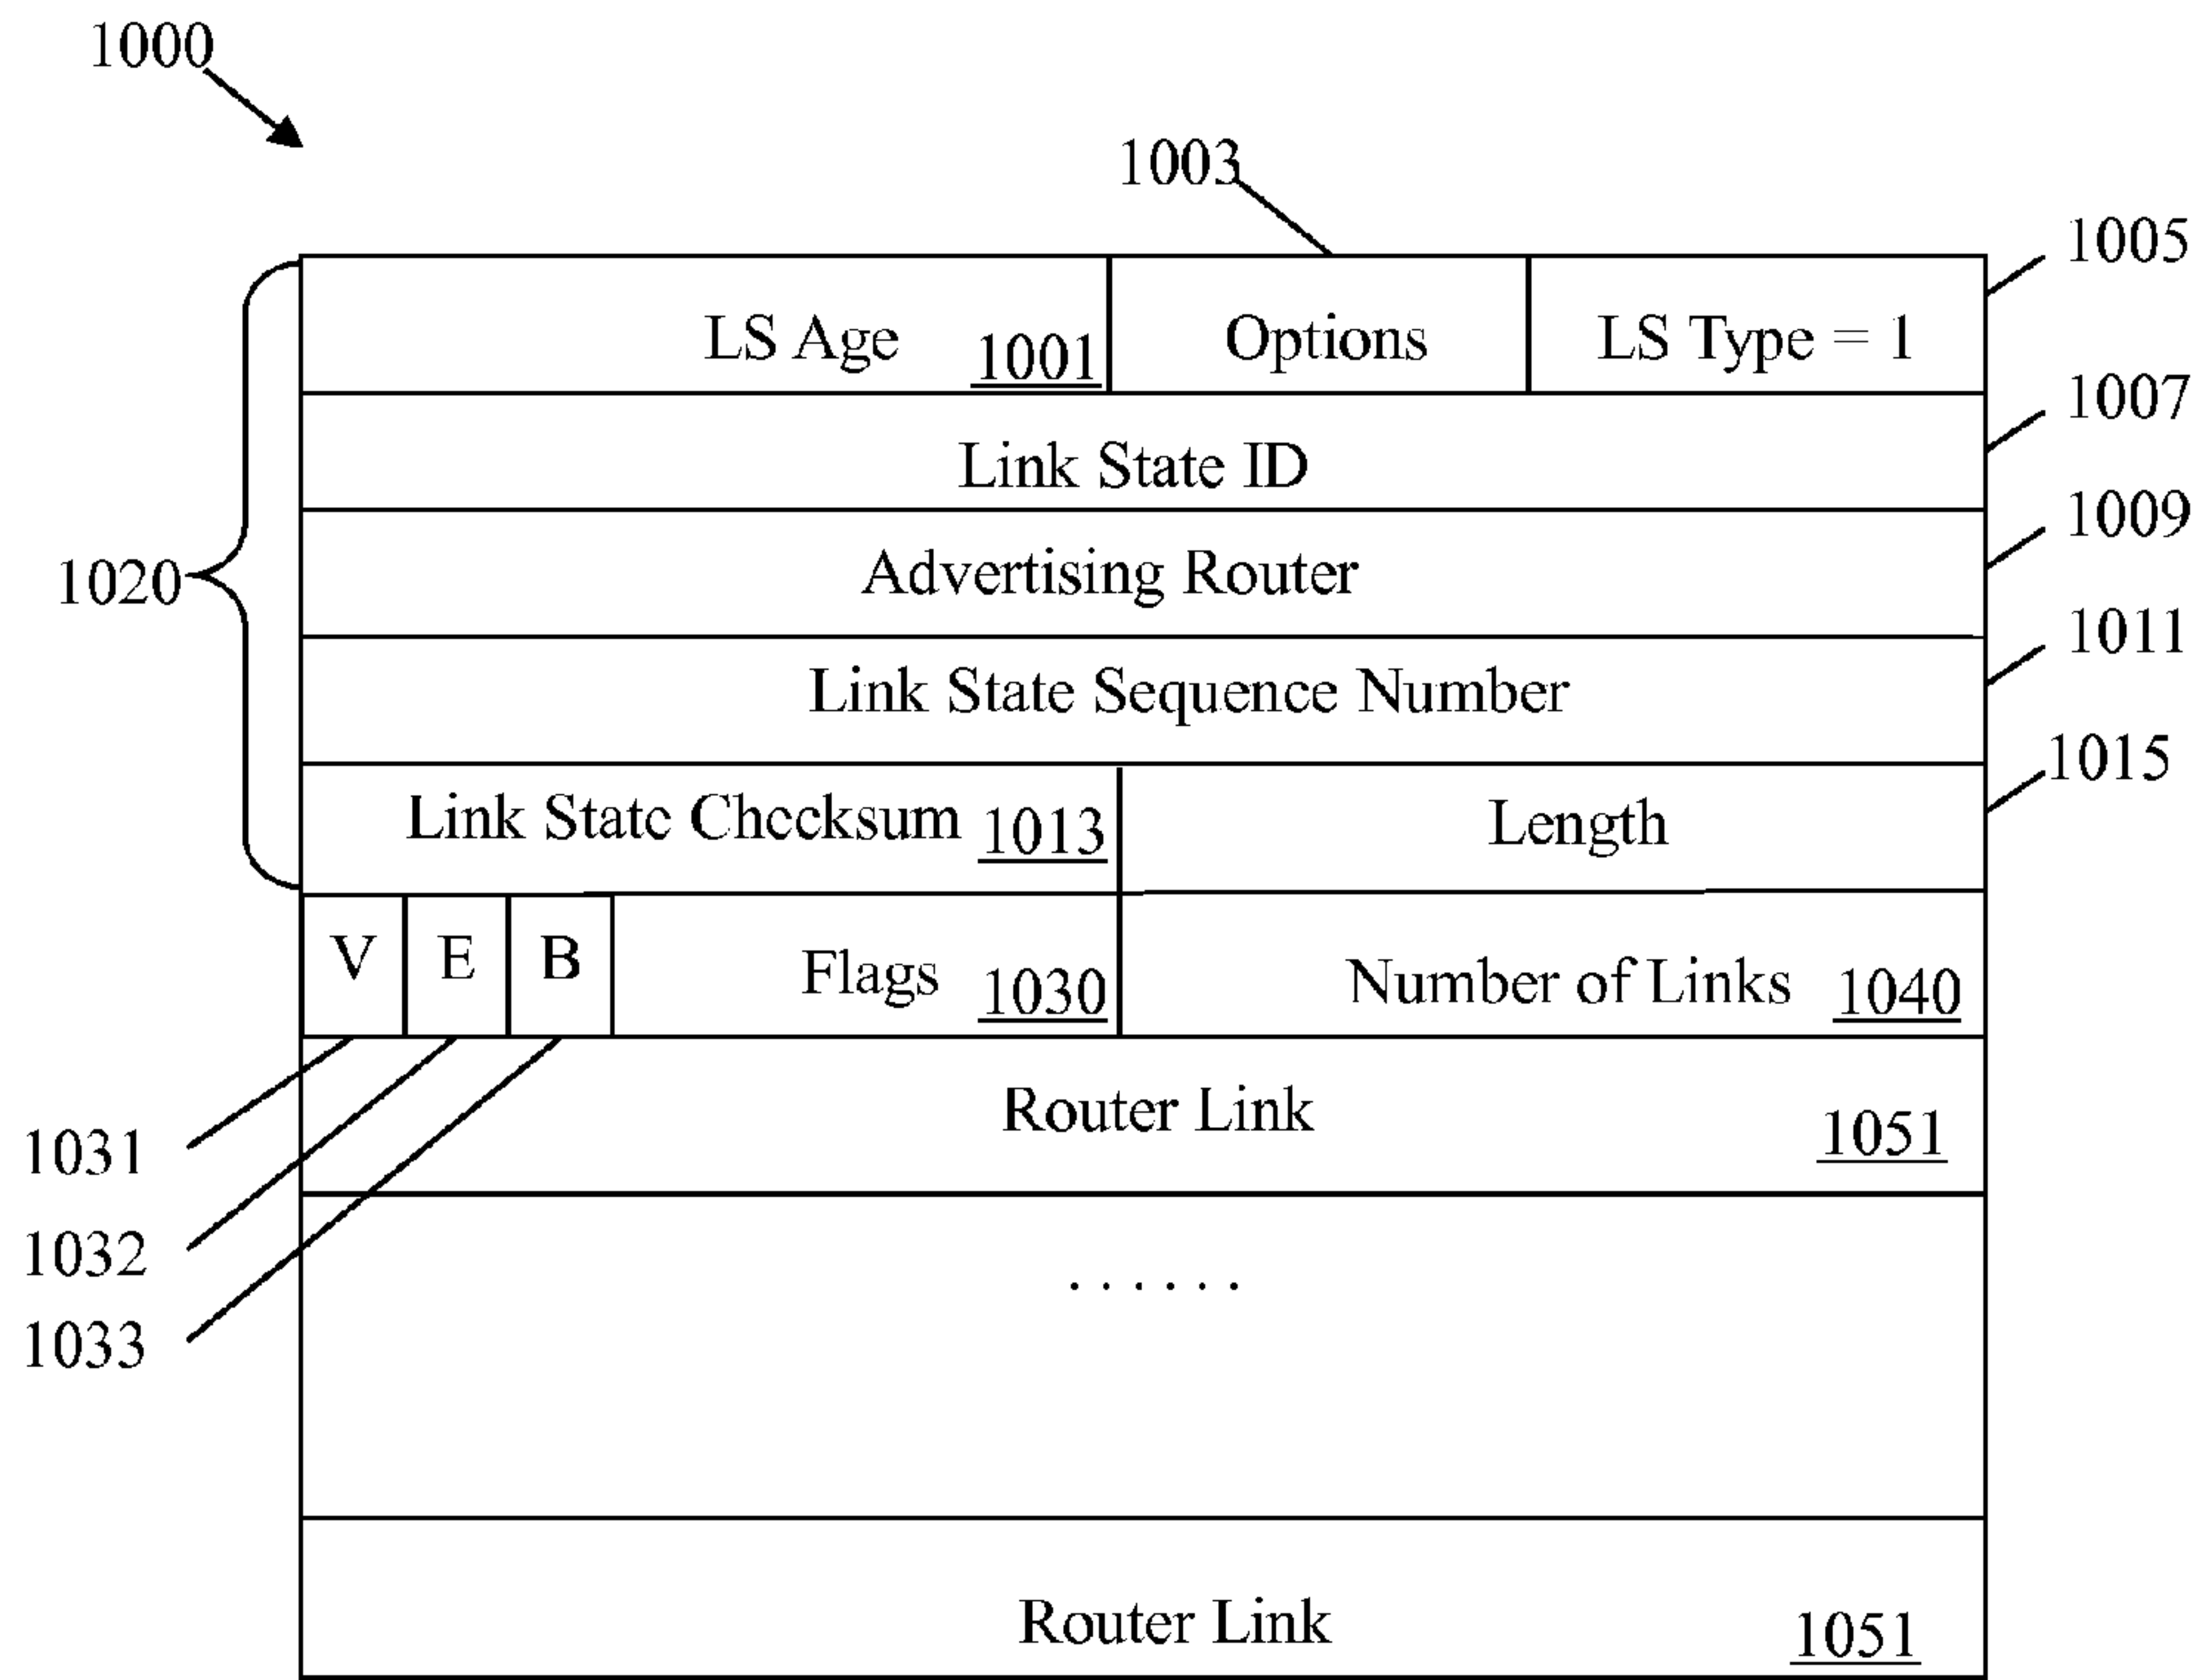 1000
1003
1005
LS Age 1001 Options LS Type = 1
1007
Link State ID
1009
Advertising Router
1020
1011
Link State Sequence Number
1015
Link State Checksum 1013 Length
V E B Flags 1030 Number of Links 1040
Router Link 1051
1031
1032
......
1033
Router Link 1051